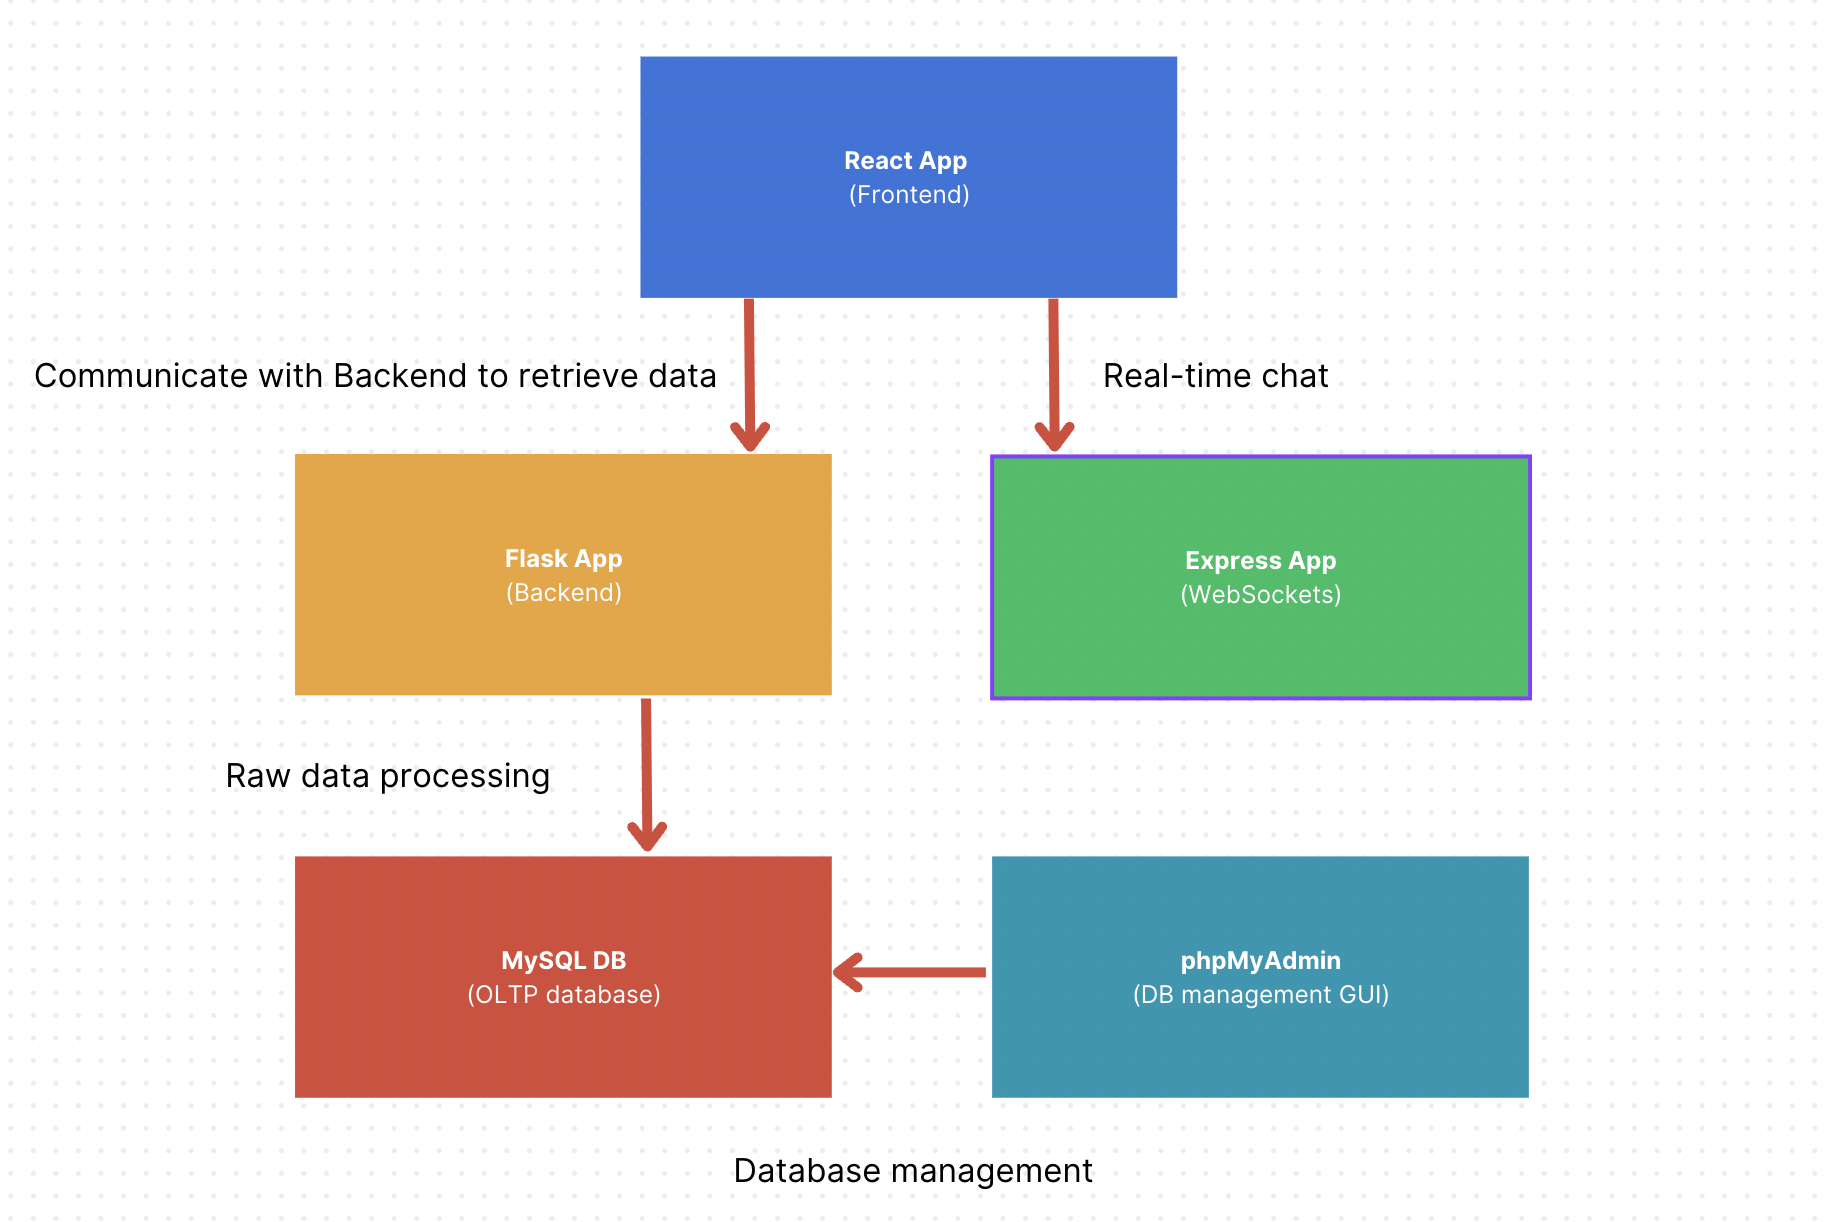 React App
(Frontend)
Communicate with Backend to retrieve data
Real-time chat
Flask App
(Backend)
Express App
(WebSockets)
Raw data processing
MySQL DB
(OLTP database)
phpMyAdmin
(DB management GUI)
Database management